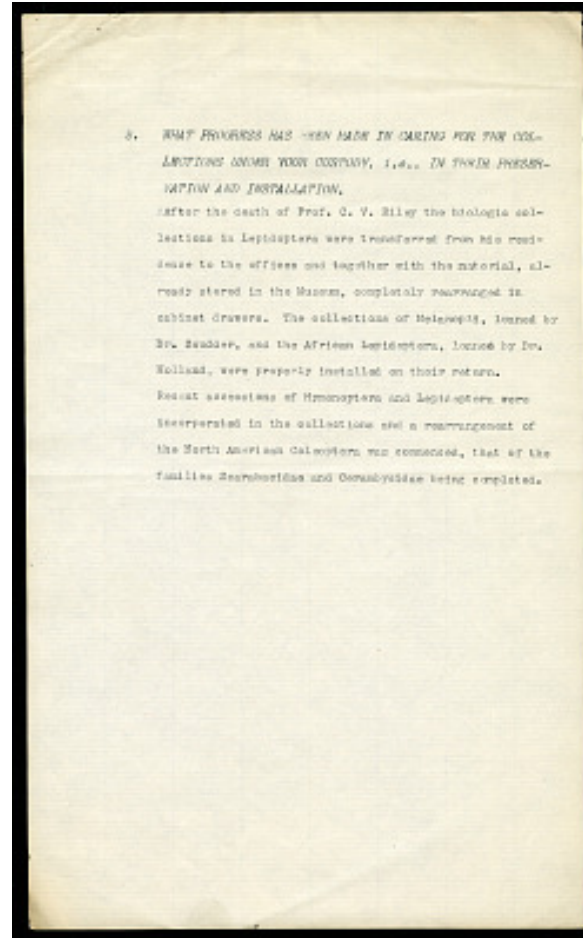 8. WHAT PROGRESS HAS BEEN MADE IN CARING FOR THE COL-
LECTIONS UNDER YOUR CUSTODY, i.e., IN THEIR PRESER-
VATION AND INSTALLATION.
After the death of Prof. C. V. Riley the biologic col-
lections in Lepidoptera were transferred from his resi-
dence to the offices and together with the material, al-
ready stored in the Museum, completely rearranged in
cabinet drawers. The collections of Melanopli, loaned by
Dr. Scudder, and the African Lepidoptera, loaned by Dr.
Holland, were properly installed on their return.
Recent accessions of Hymenoptera and Lepidoptera were
incorporated in the collections and a rearrangement of
the North American Coleoptera was commenced, that of the
families Scarabaeidae and Cerambycidae being completed.